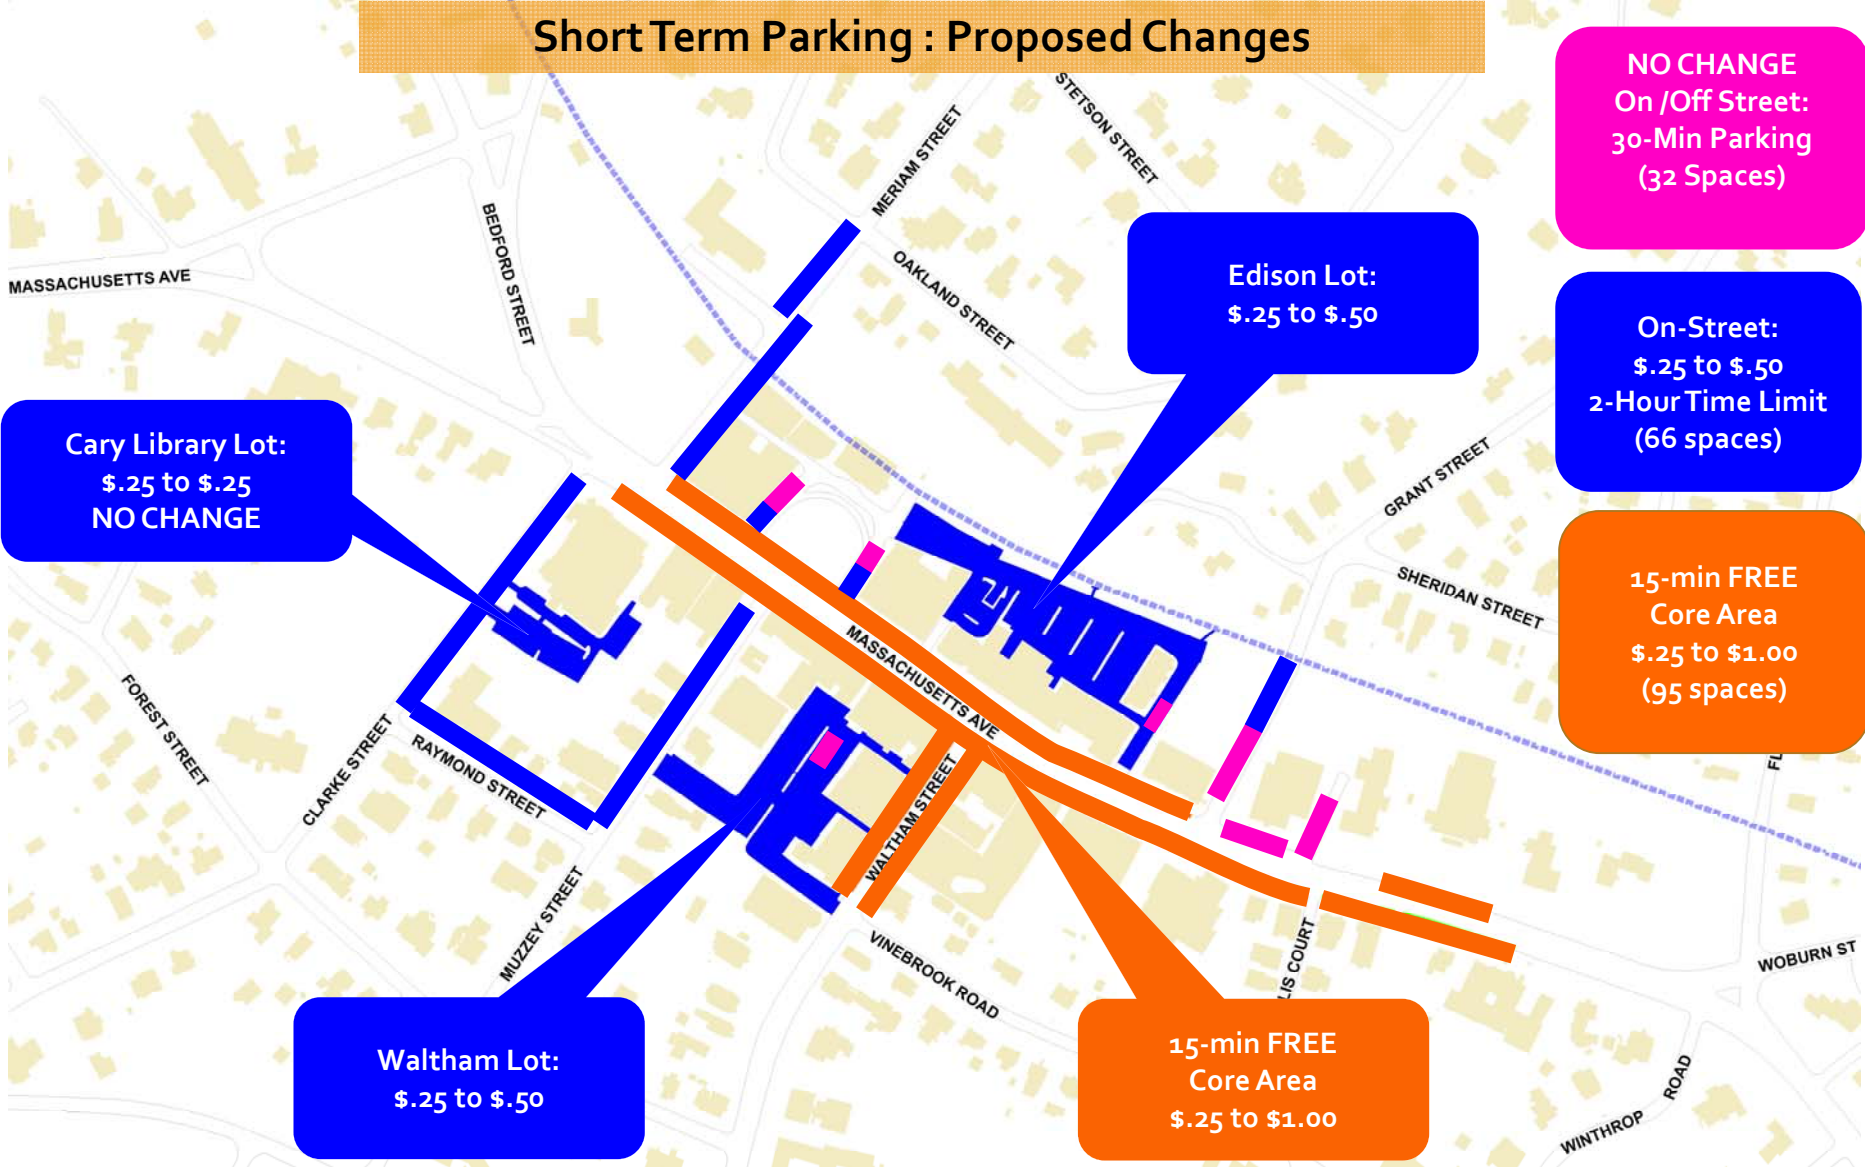 Short Term Parking : Proposed Changes
NO CHANGE
On /Off Street:
30-Min Parking
(32 Spaces)
STETSON STREET
MERIAM STREET
BEDFORD STREET
MASSACHUSETTS AVE
OAKLAND STREET
Edison Lot:
$.25 to $.50
On-Street:
$.25 to $.50
2-Hour Time Limit
(66 spaces)
Cary Library Lot:
$.25 to $.25
NO CHANGE
GRANT STREET
SHERIDAN STREET
15-min FREE
Core Area
$.25 to $1.00
(95 spaces)
MASSACHUSETTS AVE
FOREST STREET
CLARKE STREET
RAYMOND STREET
WALTHAM STREET
FL
MUZZEY STREET
VINEBROOK ROAD
LIS COURT
WOBURN ST
Waltham Lot:
$.25 to $.50
15-min FREE
Core Area
$.25 to $1.00
WINTHROP ROAD